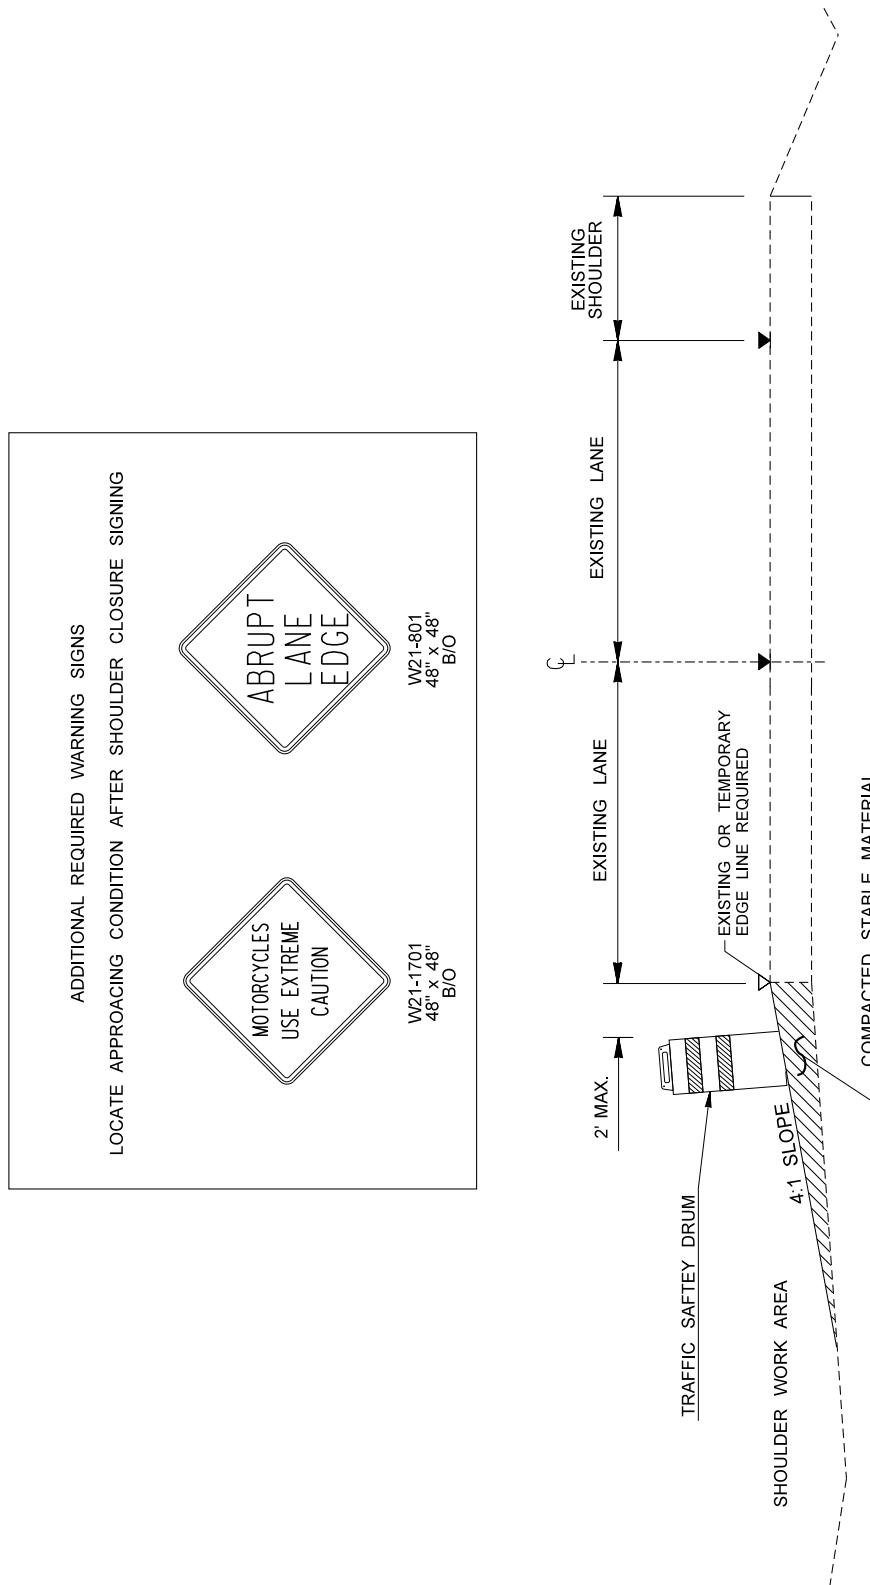 ADDITIONAL REQUIRED WARNING SIGNS
LOCATE APPROACING CONDITION AFTER SHOULDER CLOSURE SIGNING
MOTORCYCLES
USE EXTREME
CAUTION
W21-1701
48" x 48"
B/O
ABRUPT
LANE
EDGE
W21-801
48" x 48"
B/O
TRAFFIC SAFTEY DRUM
2' MAX.
EXISTING LANE
EXISTING LANE
EXISTING
SHOULDER
CL
EXISTING OR TEMPORARY
EDGE LINE REQUIRED
SHOULDER WORK AREA
4:1 SLOPE
COMPACTED STABLE MATERIAL